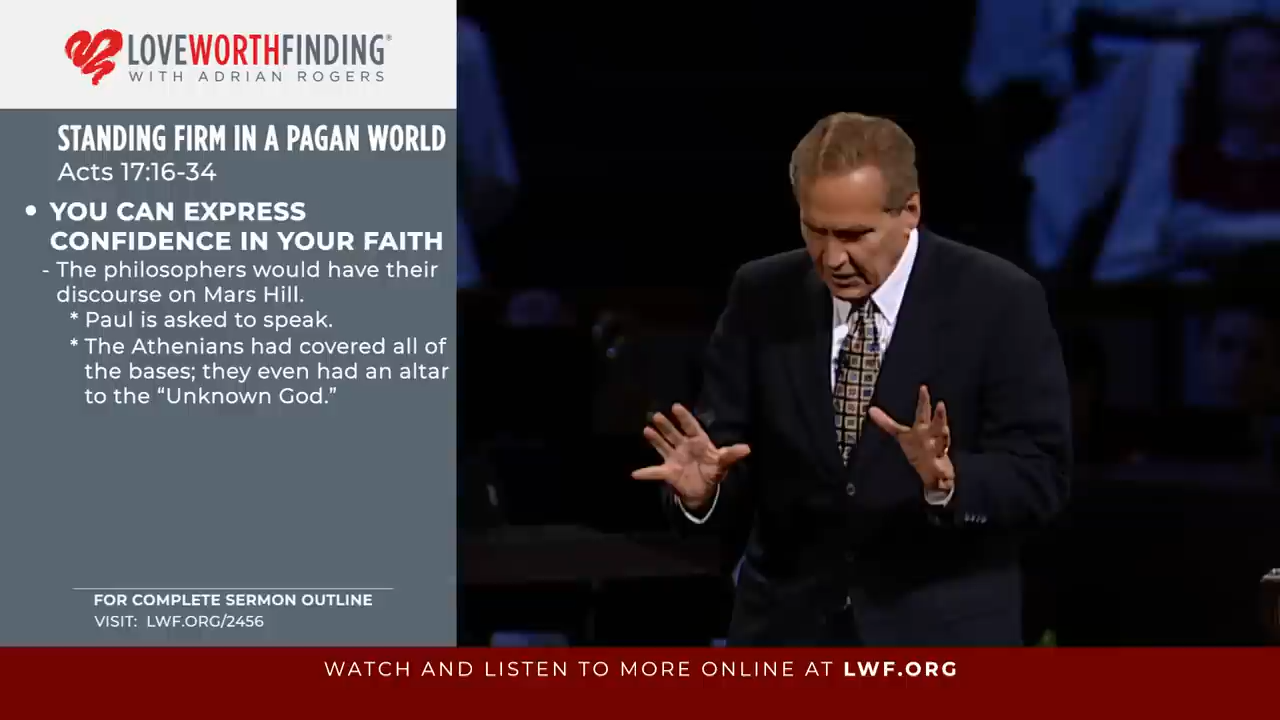 LOVEWORTHFINDING®
WITH ADRIAN ROGERS
STANDING FIRM IN A PAGAN WORLD
Acts 17:16-34
• YOU CAN EXPRESS
CONFIDENCE IN YOUR FAITH
- The philosophers would have their
discourse on Mars Hill.
* Paul is asked to speak.
* The Athenians had covered all of
the bases; they even had an altar
to the “Unknown God.”
FOR COMPLETE SERMON OUTLINE
VISIT: LWF.ORG/2456
WATCH AND LISTEN TO MORE ONLINE AT LWF.ORG